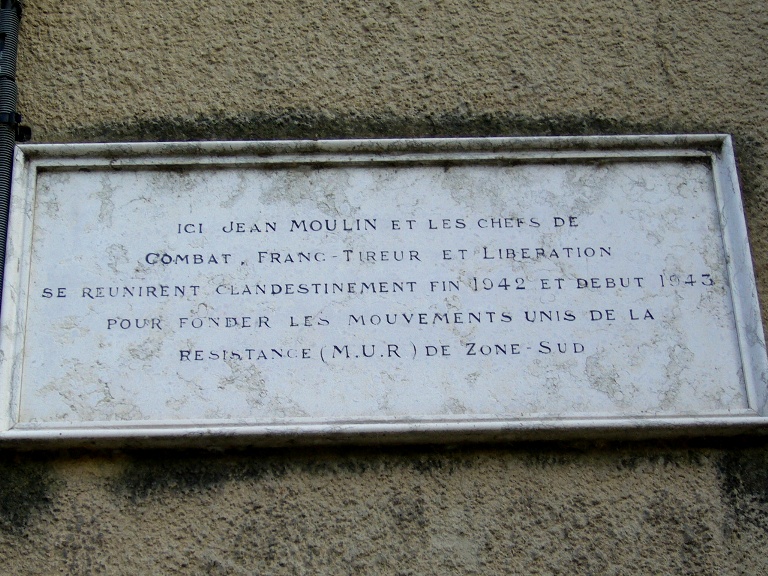 ICI JEAN MOULIN ET LES CHEFS DE
COMBAT, FRANC-TIREUR ET LIBERATION
SE REUNIRENT CLANDESTINEMENT FIN 1942 ET DEBUT 1943
POUR FONDER LES MOUVEMENTS UNIS DE LA
RESISTANCE (M.U.R) DE ZONE-SUD